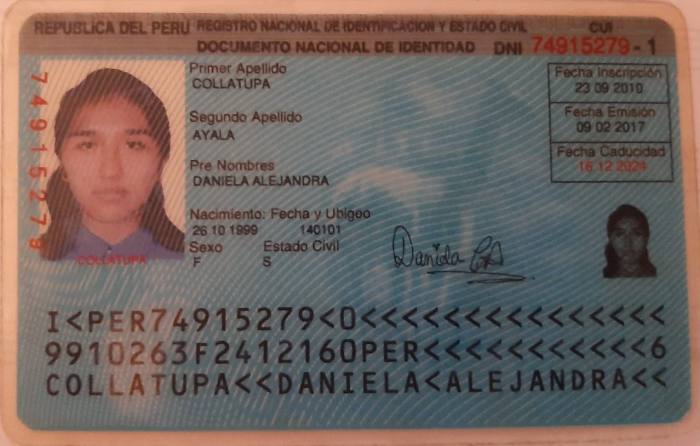 REPUBLICA DEL PERU REGISTRO NACIONAL DE IDENTIFICACION Y ESTADO CIVIL CUI
DOCUMENTO NACIONAL DE IDENTIDAD DNI 74915279 - 1
Primer Apellido
COLLATUPA
Segundo Apellido
AYALA
Pre Nombres
DANIELA ALEJANDRA
Nacimiento: Fecha y Ubigeo
26 10 1999 140101
Sexo Estado Civil
F S
Fecha Inscripción
23 09 2010
Fecha Emisión
09 02 2017
Fecha Caducidad
16 12 2024
74915279
COLLATUPA
Daniela
I<PER74915279<0<<<<<<<<<<<<<<<
9910263F2412160PER<<<<<<<<<<<6
COLLATUPA<<DANIELA<ALEJANDRA<<